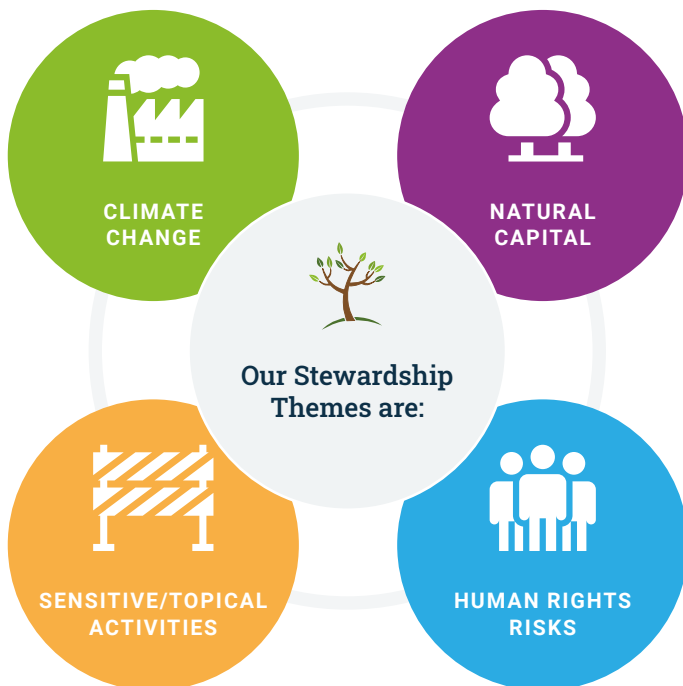 CLIMATE
CHANGE
NATURAL
CAPITAL
Our Stewardship
Themes are:
SENSITIVE/TOPICAL
ACTIVITIES
HUMAN RIGHTS
RISKS